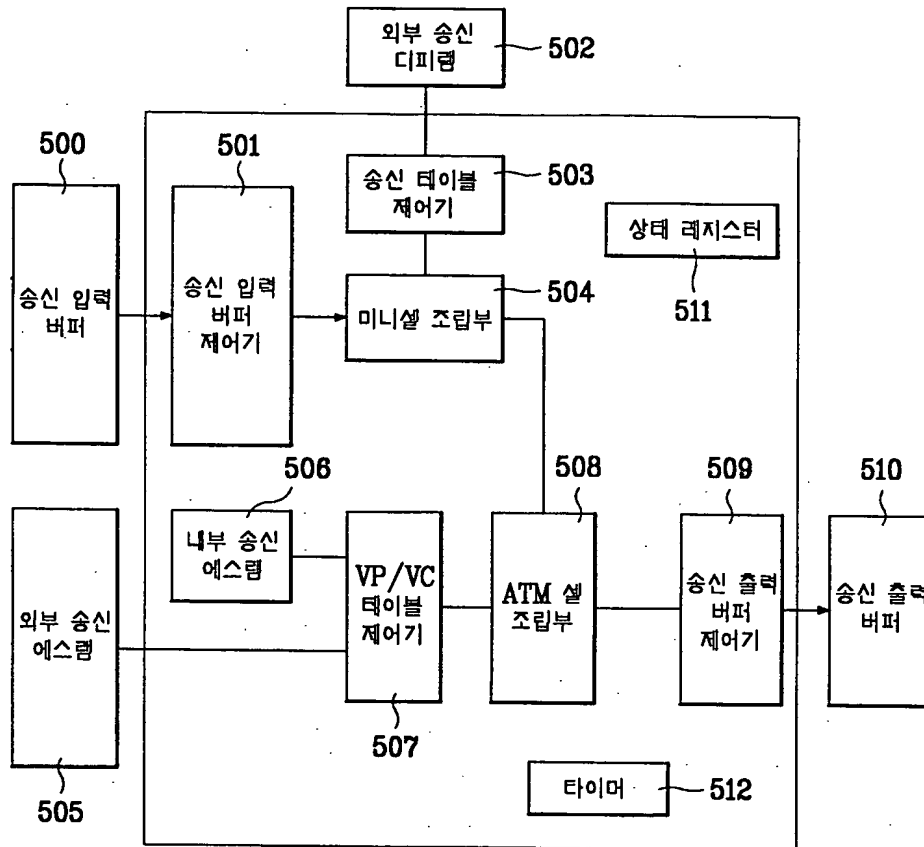 외부 송신
디피램
502
500
501
송신 테이블
제어기
503
상태 레지스터
511
송신 입력
버퍼
송신 입력
버퍼
제어기
미니셀 조립부
504
506
508
509
510
내부 송신
에스램
외부 송신
에스램
505
VP/VC
테이블
제어기
507
ATM 셀
조립부
송신 출력
버퍼
제어기
송신 출력
버퍼
타이머
512